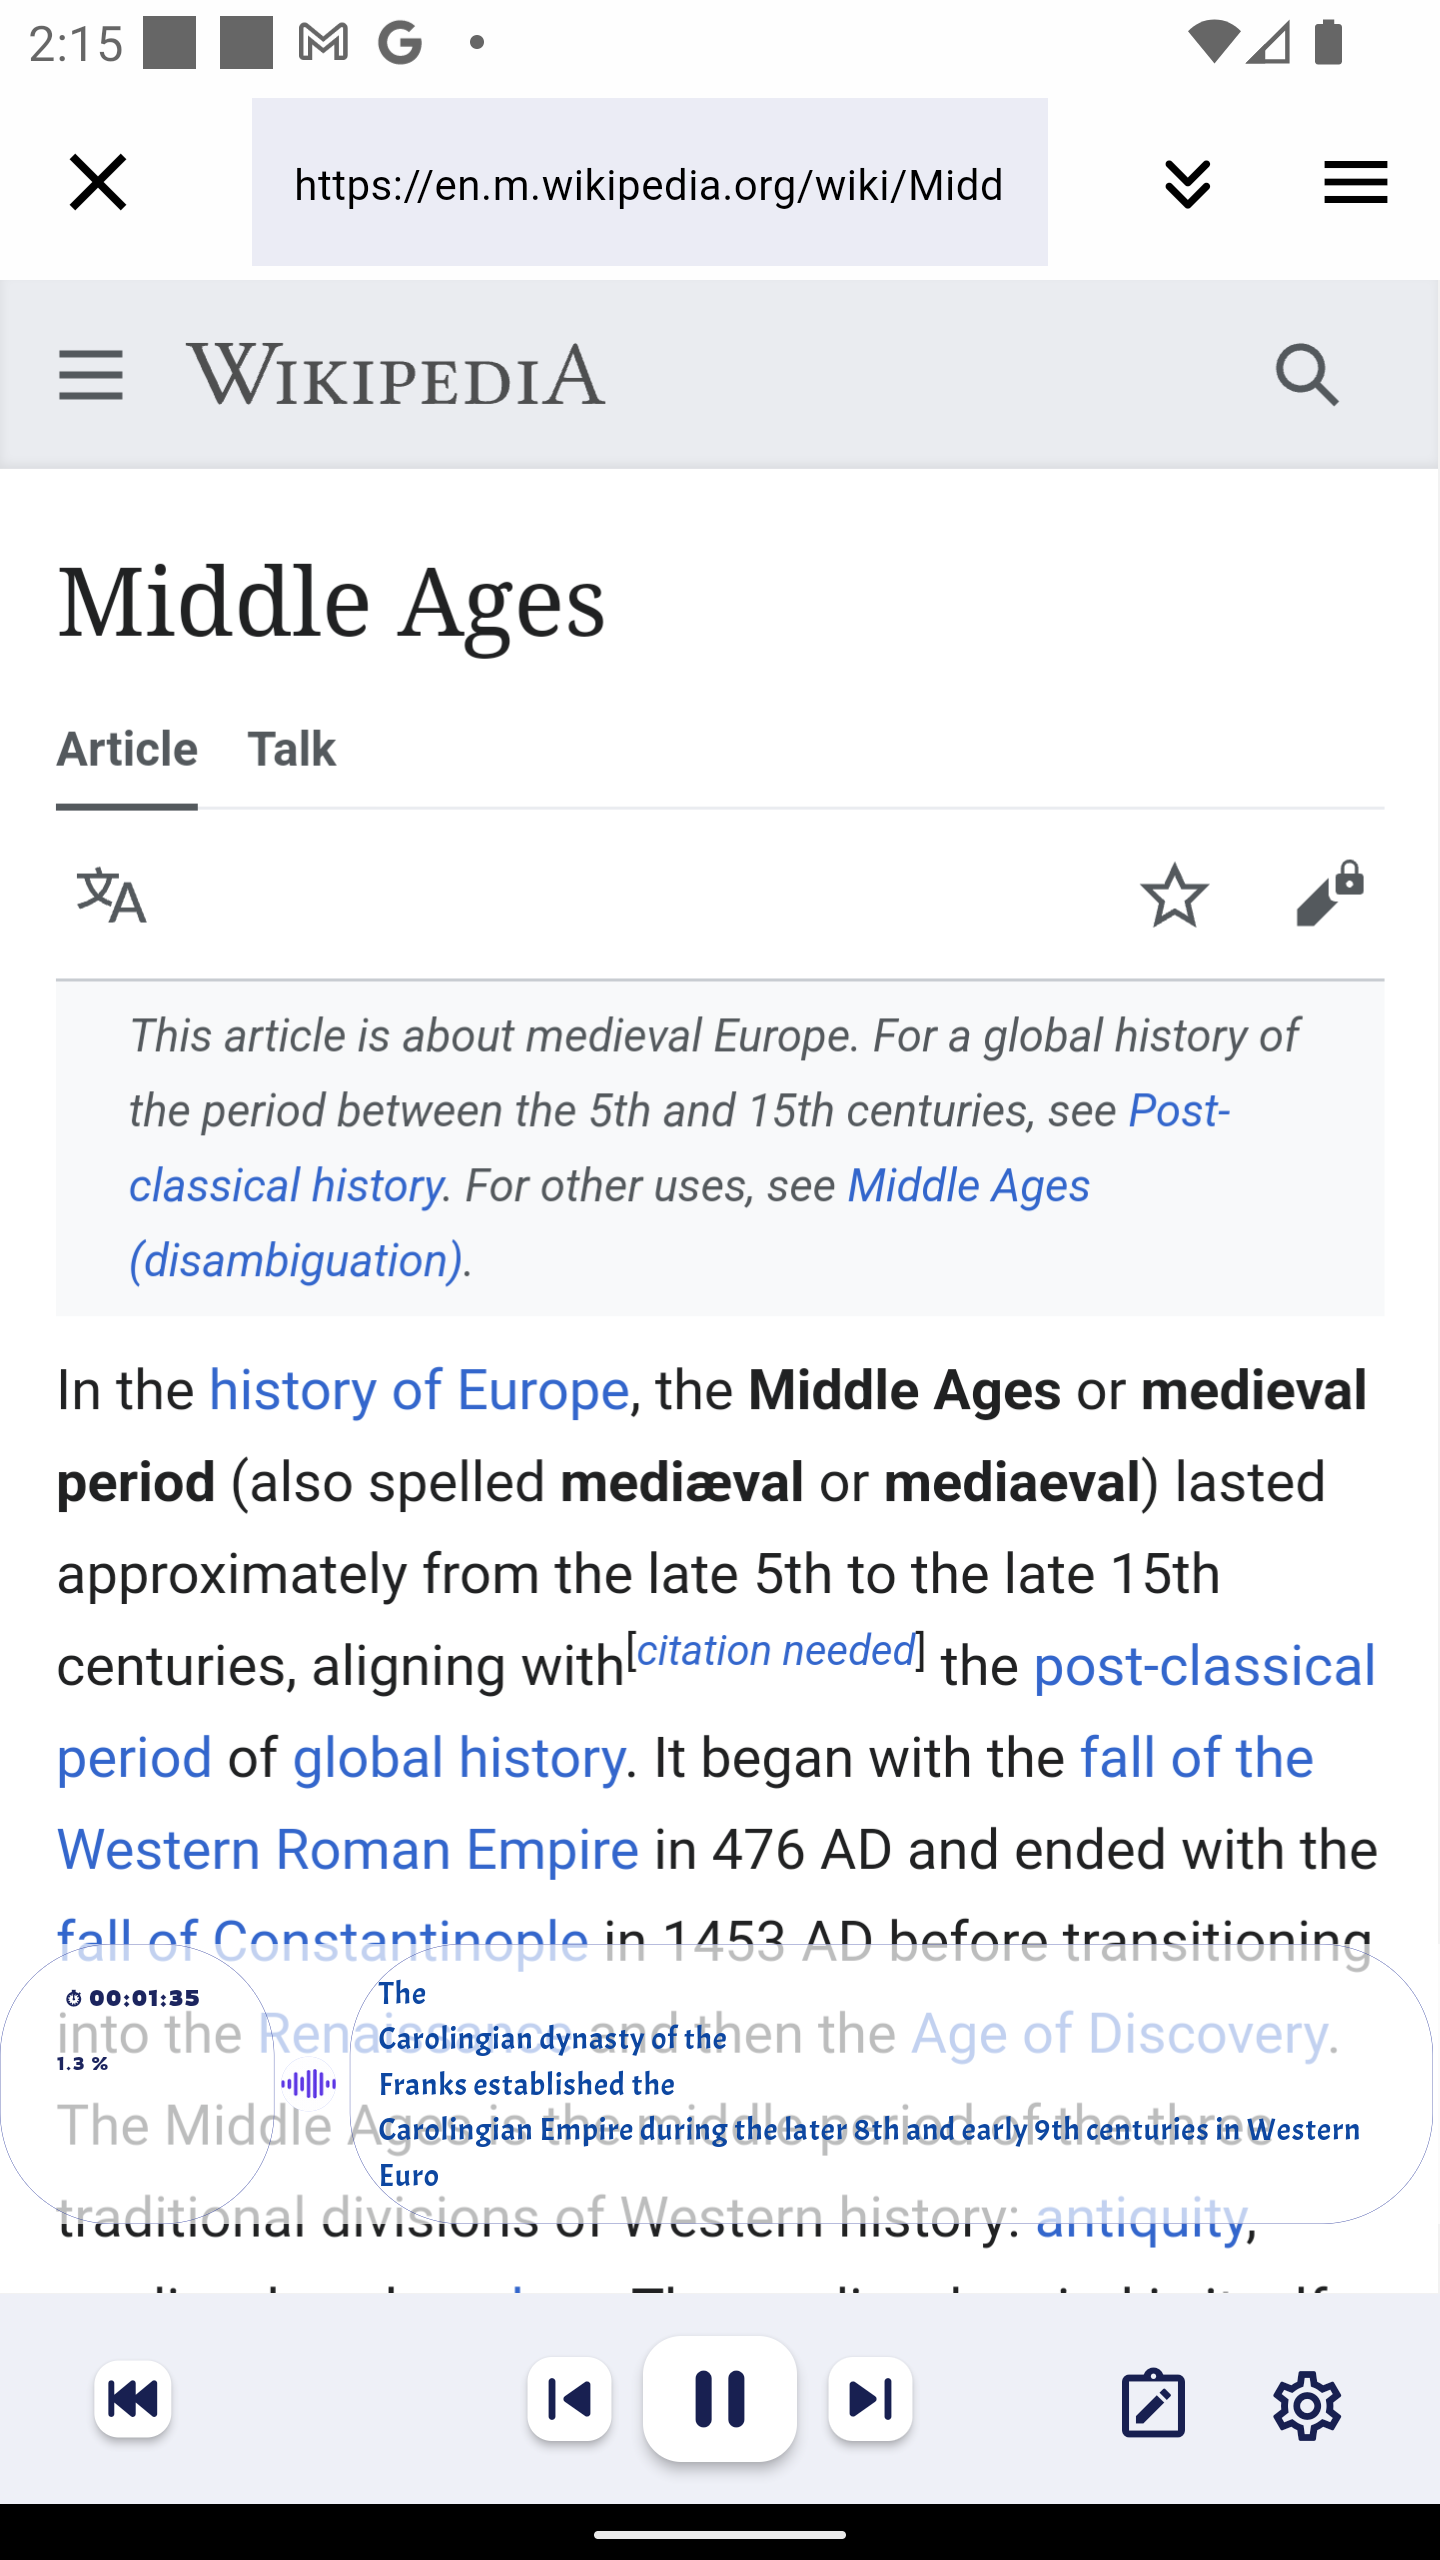 2:15
https://en.m.wikipedia.org/wiki/Midd
WIKIPEDIA
Middle Ages
Article Talk
This article is about medieval Europe. For a global history of
the period between the 5th and 15th centuries, see Post-
classical history. For other uses, see Middle Ages
(disambiguation).
In the history of Europe, the Middle Ages or medieval
period (also spelled mediæval or mediaeval) lasted
approximately from the late 5th to the late 15th
centuries, aligning with[citation needed] the post-classical
period of global history. It began with the fall of the
Western Roman Empire in 476 AD and ended with the
fall of Constantinople in 1453 AD before transitioning
into the Renaissance and then the Age of Discovery.
The Middle Ages is the middle period of the three
traditional divisions of Western history: antiquity,
00:01:35
1.3 %
The
Carolingian dynasty of the
Franks established the
Carolingian Empire during the later 8th and early 9th centuries in Western
Euro